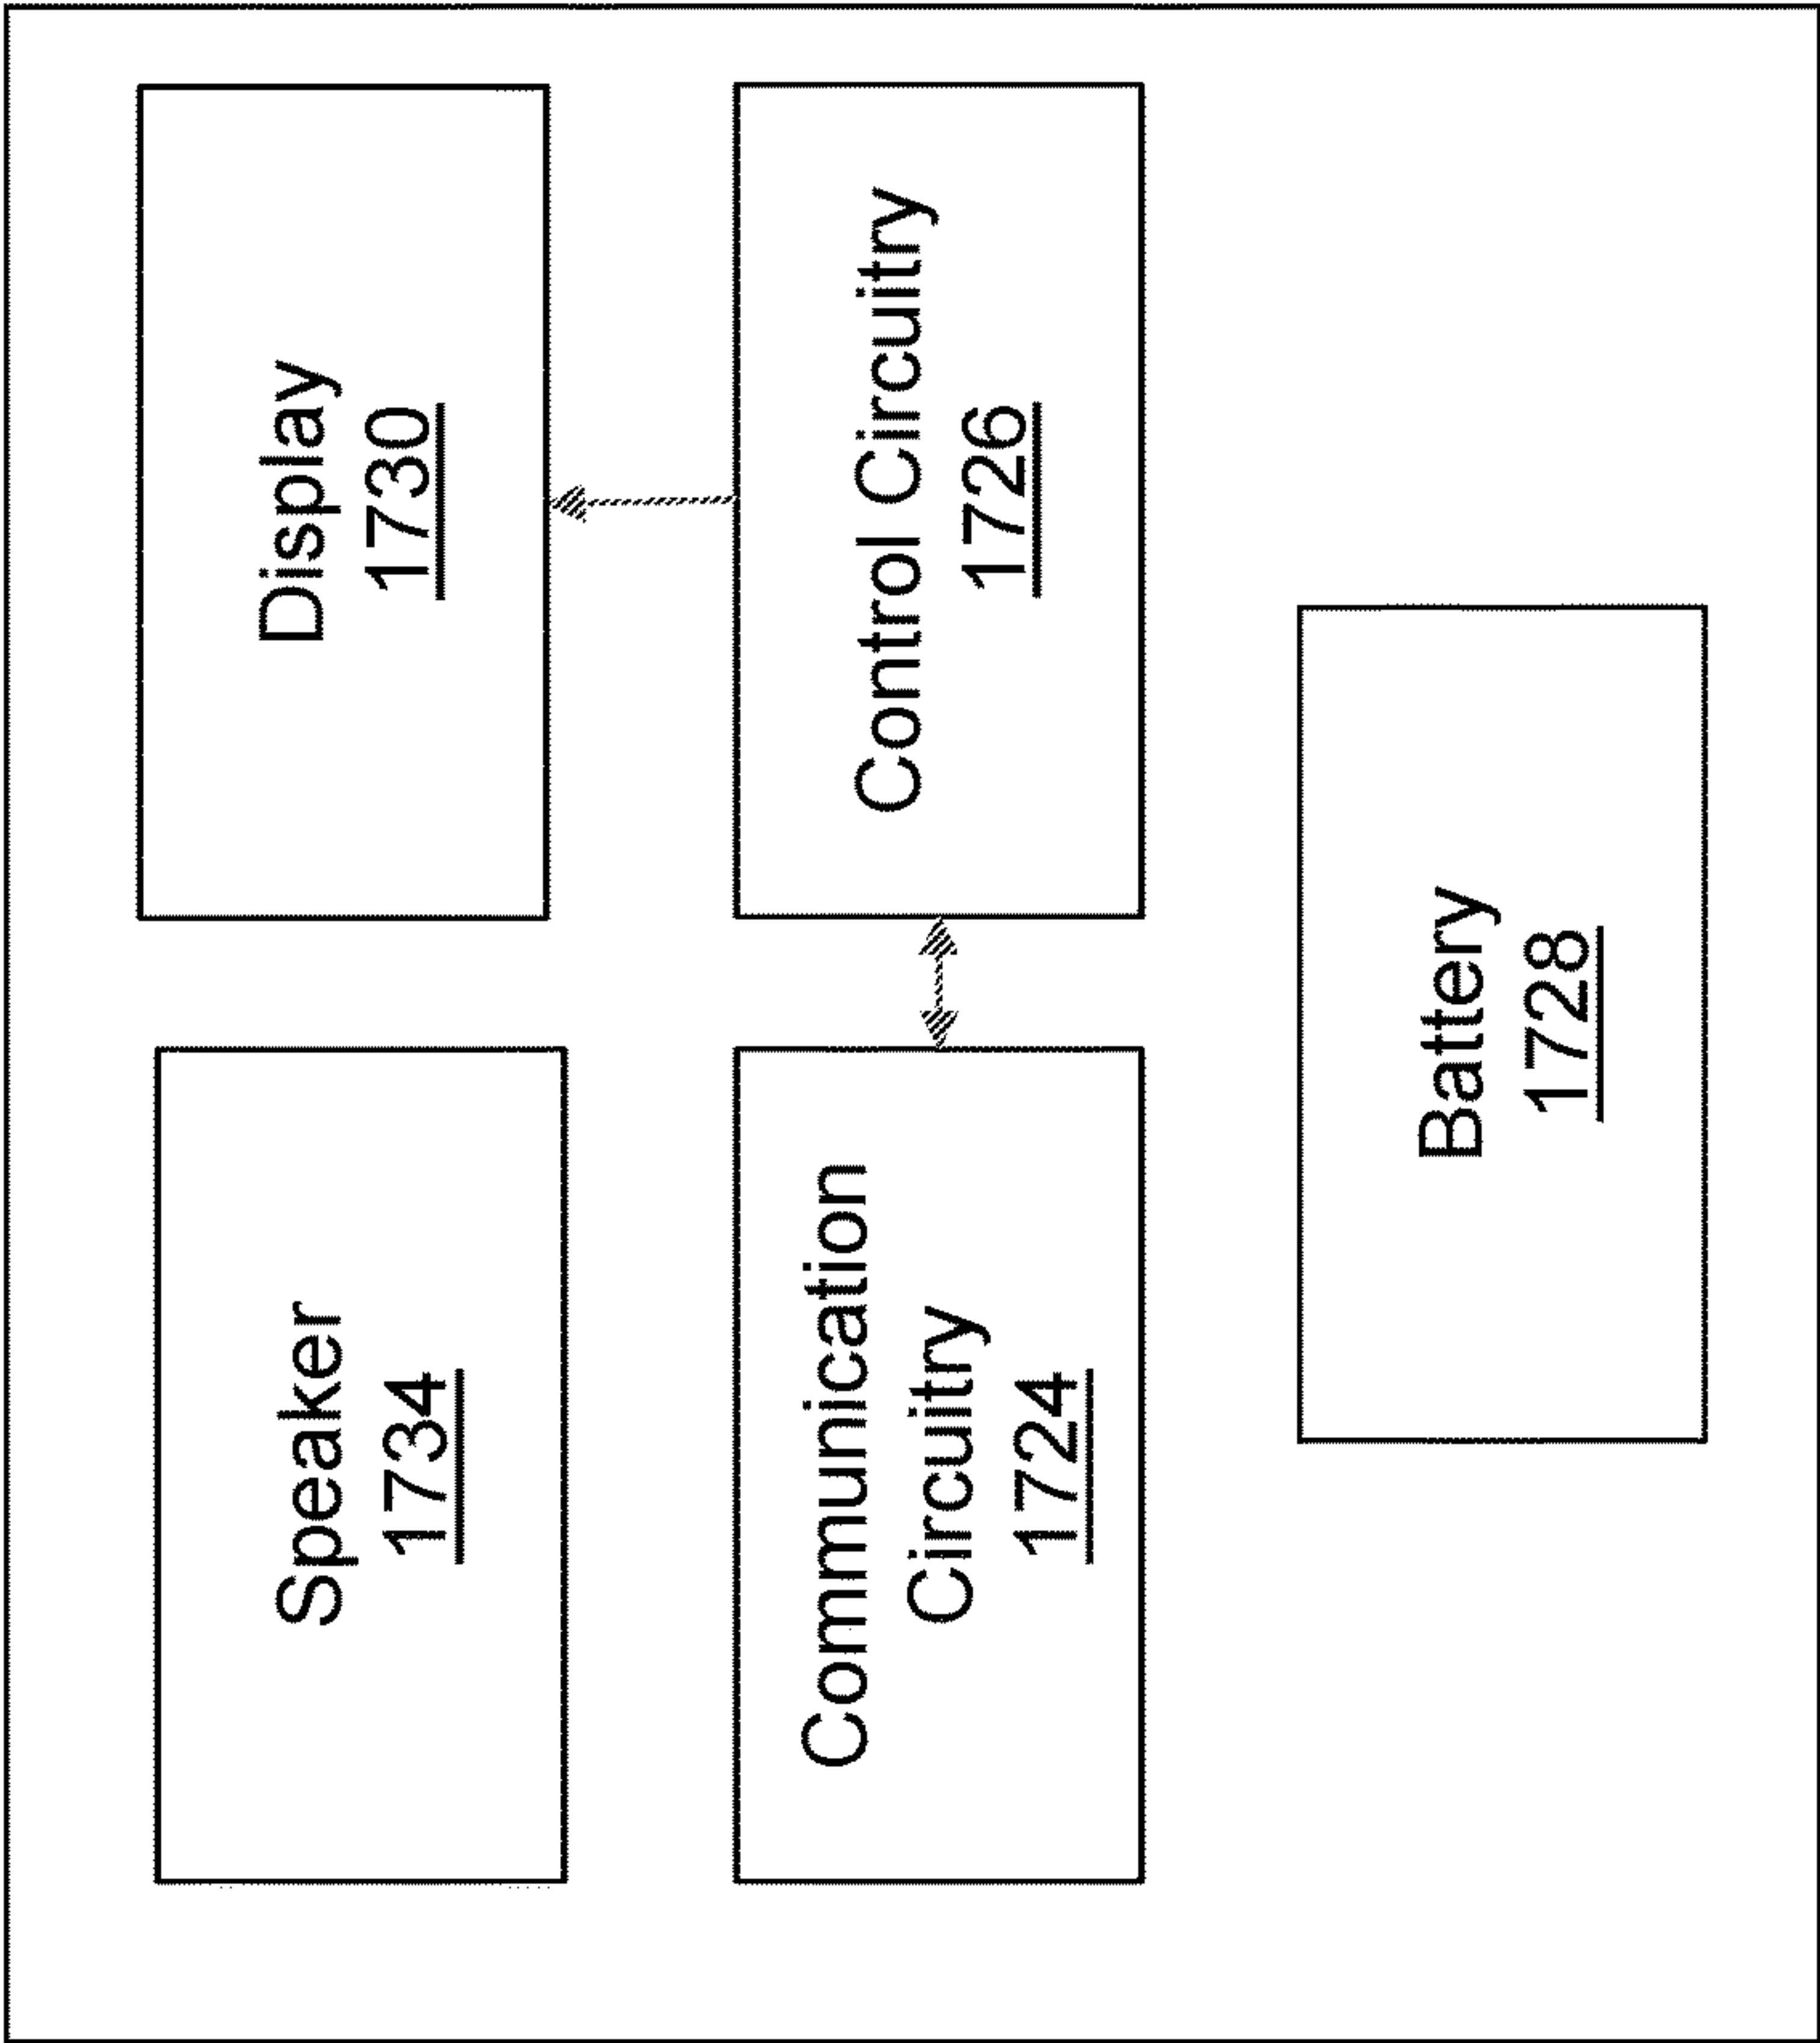 Speaker
1734
Display
1730
Communication
Circuitry
1724
Control Circuitry
1726
Battery
1728